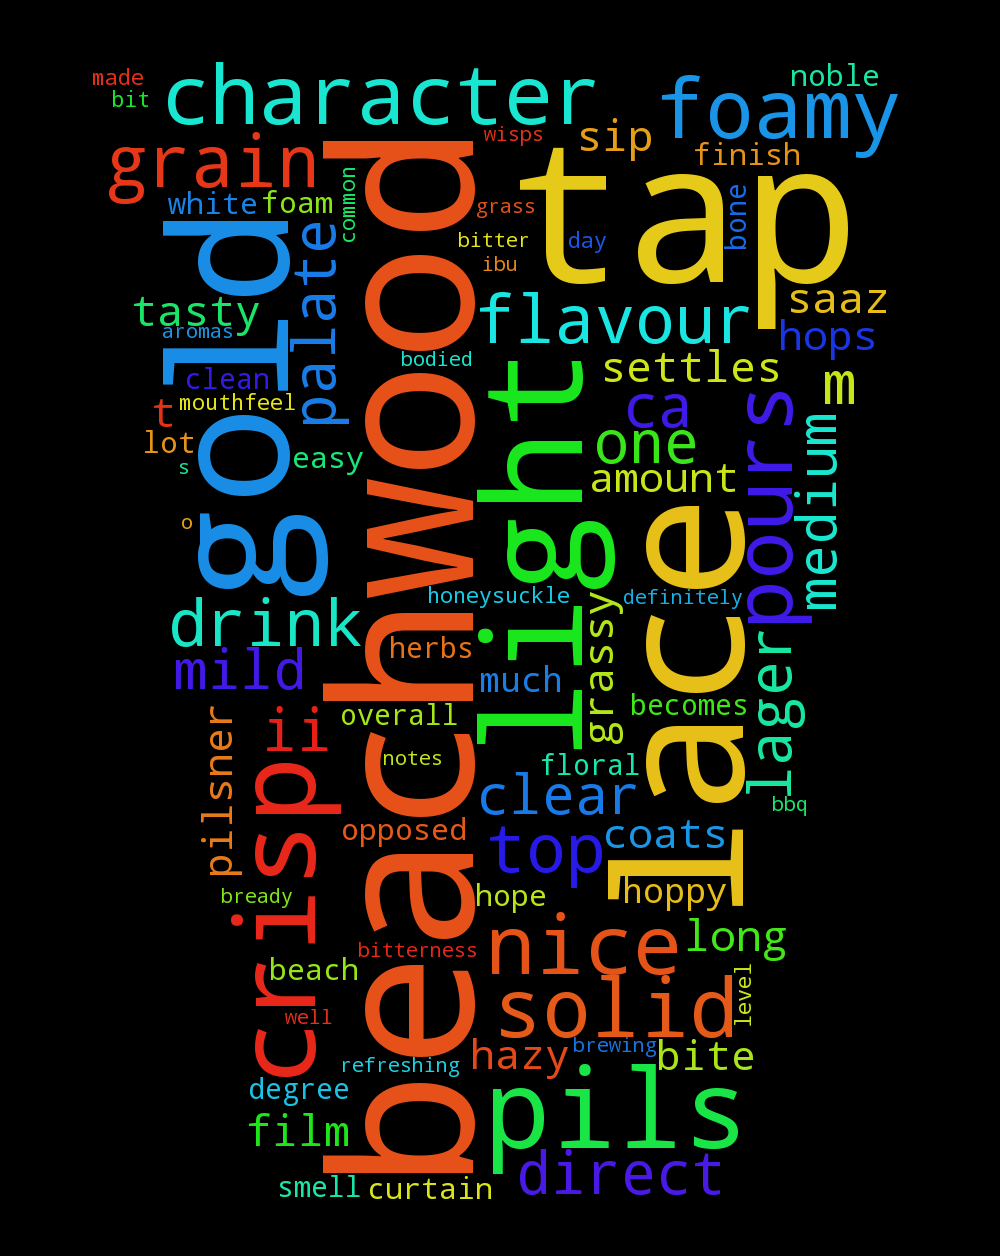 made
bit
character
foamy
noble
grain
wisps
sip
finish
tap
white
foam
common
grass
bone
bitter
day
ibu
gold
palate
beachwood
tasty
aromas
flavour
saaz
hops
bodied
settles
clean
mouthfeel
t
lot
s
easy
light
ca
one
amount
m
pours
medium
o
lace
honeysuckle
definitely
drink
mild
herbs
much
grassy
becomes
lager
overall
ii
pilsner
notes
floral
clear
bbq
crisp
opposed
top
coats
bready
hope
hoppy
bitterness
nice
long
beach
level
well
solid
hazy
brewing
bite
refreshing
degree
pils
film
direct
smell
curtain